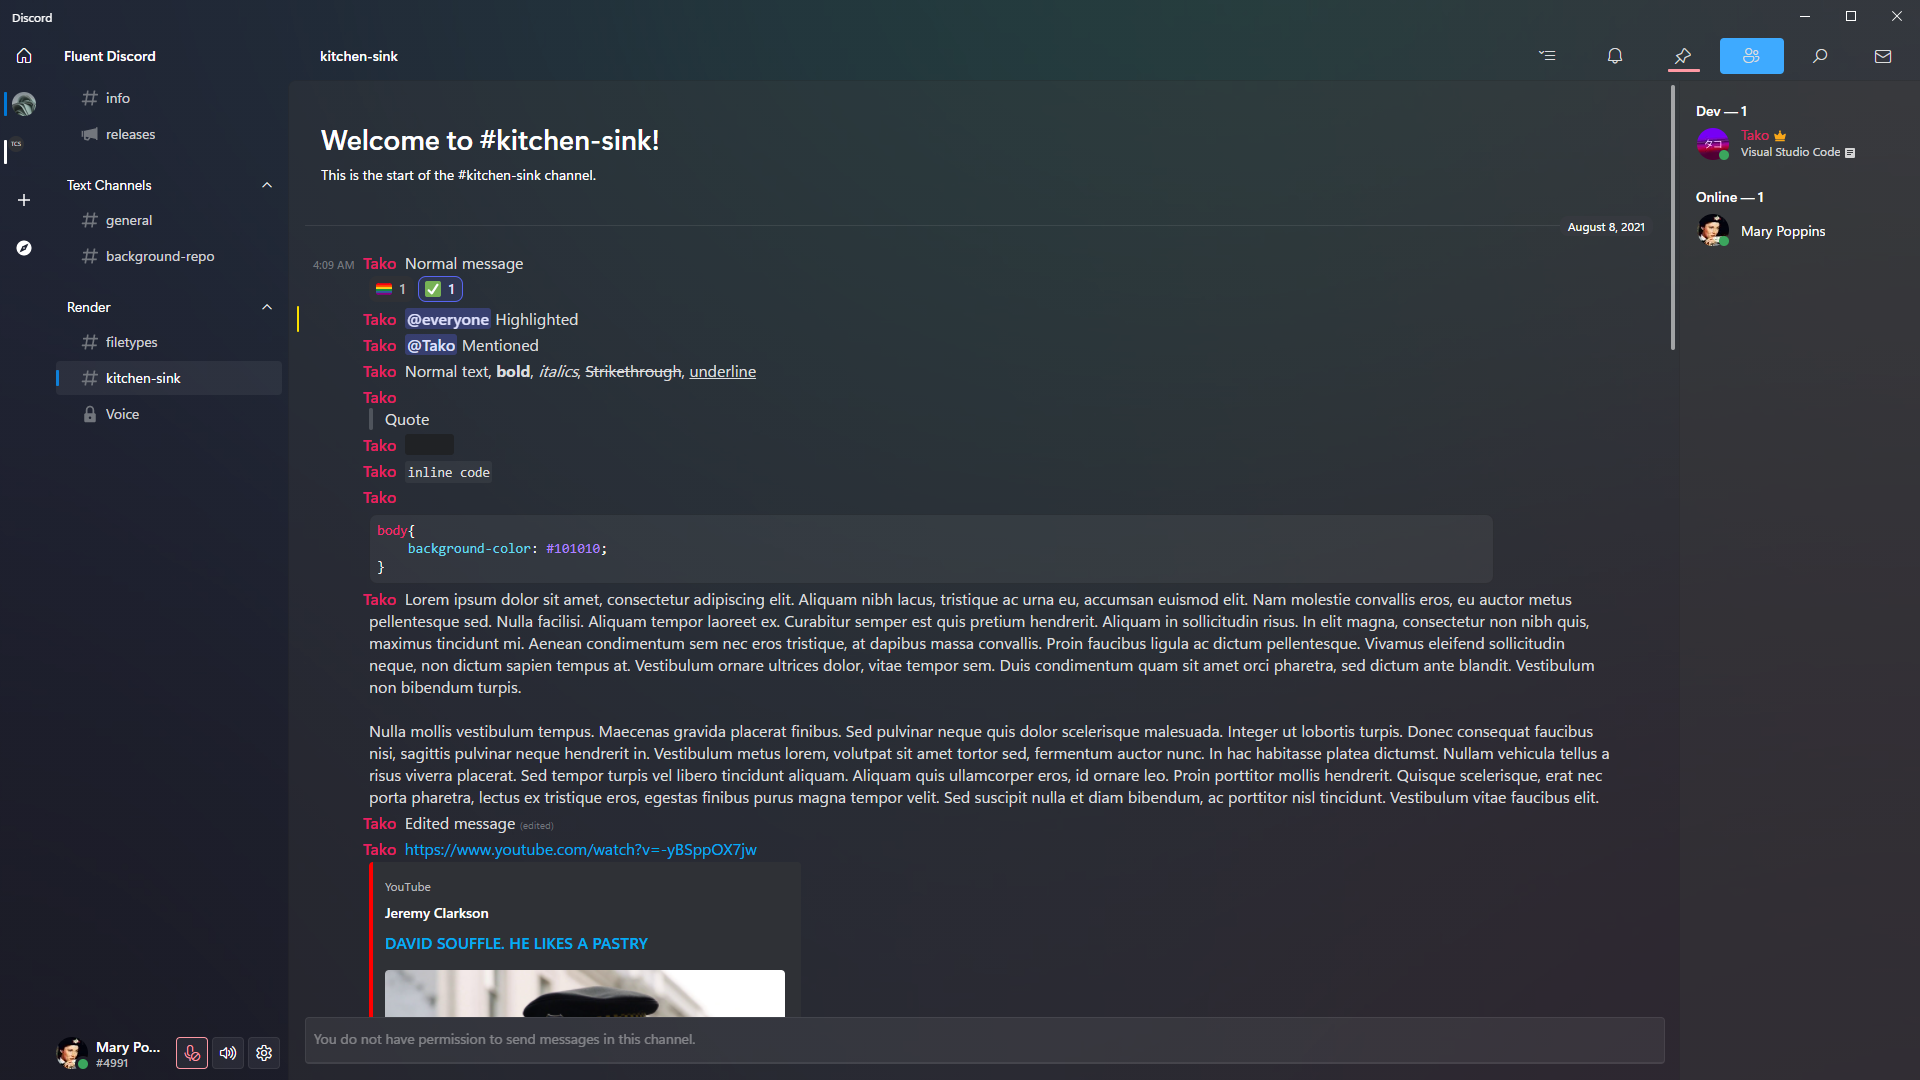 Discord
Fluent Discord
info
releases
Text Channels
general
background-repo
Render
filetypes
kitchen-sink
Voice
TCS
Mary Po...
#4991
kitchen-sink
Welcome to #kitchen-sink!
This is the start of the #kitchen-sink channel.
August 8, 2021
4:09 AM Tako Normal message
1 1
Tako @everyone Highlighted
Tako @Tako Mentioned
Tako Normal text, bold, italics, Strikethrough, underline
Tako
Quote
Tako
Tako inline code
Tako
body{
background-color: #101010;
}
Tako Lorem ipsum dolor sit amet, consectetur adipiscing elit. Aliquam nibh lacus, tristique ac urna eu, accumsan euismod elit. Nam molestie convallis eros, eu auctor metus
pellentesque sed. Nulla facilisi. Aliquam tempor laoreet ex. Curabitur semper est quis pretium hendrerit. Aliquam in sollicitudin risus. In elit magna, consectetur non nibh quis,
maximus tincidunt mi. Aenean condimentum sem nec eros tristique, at dapibus massa convallis. Proin faucibus ligula ac dictum pellentesque. Vivamus eleifend sollicitudin
neque, non dictum sapien tempus at. Vestibulum ornare ultrices dolor, vitae tempor sem. Duis condimentum quam sit amet orci pharetra, sed dictum ante blandit. Vestibulum
non bibendum turpis.
Nulla mollis vestibulum tempus. Maecenas gravida placerat finibus. Sed pulvinar neque quis dolor scelerisque malesuada. Integer ut lobortis turpis. Donec consequat faucibus
nisi, sagittis pulvinar neque hendrerit in. Vestibulum metus lorem, volutpat sit amet tortor sed, fermentum auctor nunc. In hac habitasse platea dictumst. Nullam vehicula tellus a
risus viverra placerat. Sed tempor turpis vel libero tincidunt aliquam. Aliquam quis ullamcorper eros, id ornare leo. Proin porttitor mollis hendrerit. Quisque scelerisque, erat nec
porta pharetra, lectus ex tristique eros, egestas finibus purus magna tempor velit. Sed suscipit nulla et diam bibendum, ac porttitor nisl tincidunt. Vestibulum vitae faucibus elit.
Tako Edited message (edited)
Tako https://www.youtube.com/watch?v=-yBSppOX7jw
YouTube
Jeremy Clarkson
DAVID SOUFFLE. HE LIKES A PASTRY
You do not have permission to send messages in this channel.
Dev — 1
タコ
Tako
Visual Studio Code
Online — 1
Mary Poppins